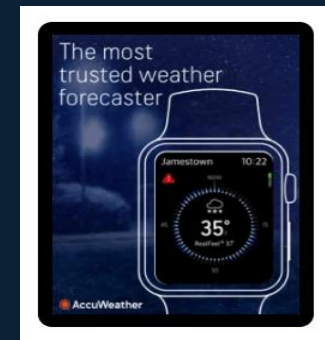 The most
trusted weather
forecaster
Jamestown 10:22
35°
RealFeel® 37°
AccuWeather